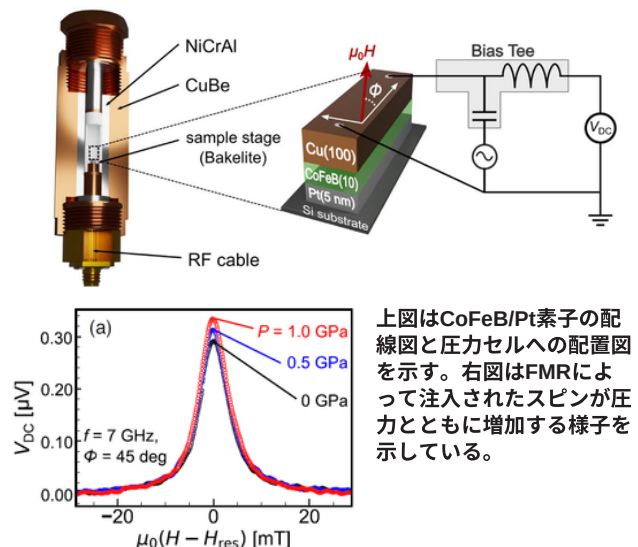 NiCrAl
CuBe
sample stage
(Bakelite)
RF cable
μ0H
Φ
Cu(100)
CoFeB(10)
Pt(5 nm)
Si substrate
Bias Tee
VDC
(a)
P = 1.0 GPa
0.5 GPa
0 GPa
f = 7 GHz,
Φ = 45 deg
VDC [μV]
0.30
0.20
0.10
0.00
−20
0
20
μ0(H − Hres) [mT]
上図はCoFeB/Pt素子の配
線図と圧力セルへの配置図
を示す。右図はFMRによ
って注入されたスピンが圧
力とともに増加する様子を
示している。